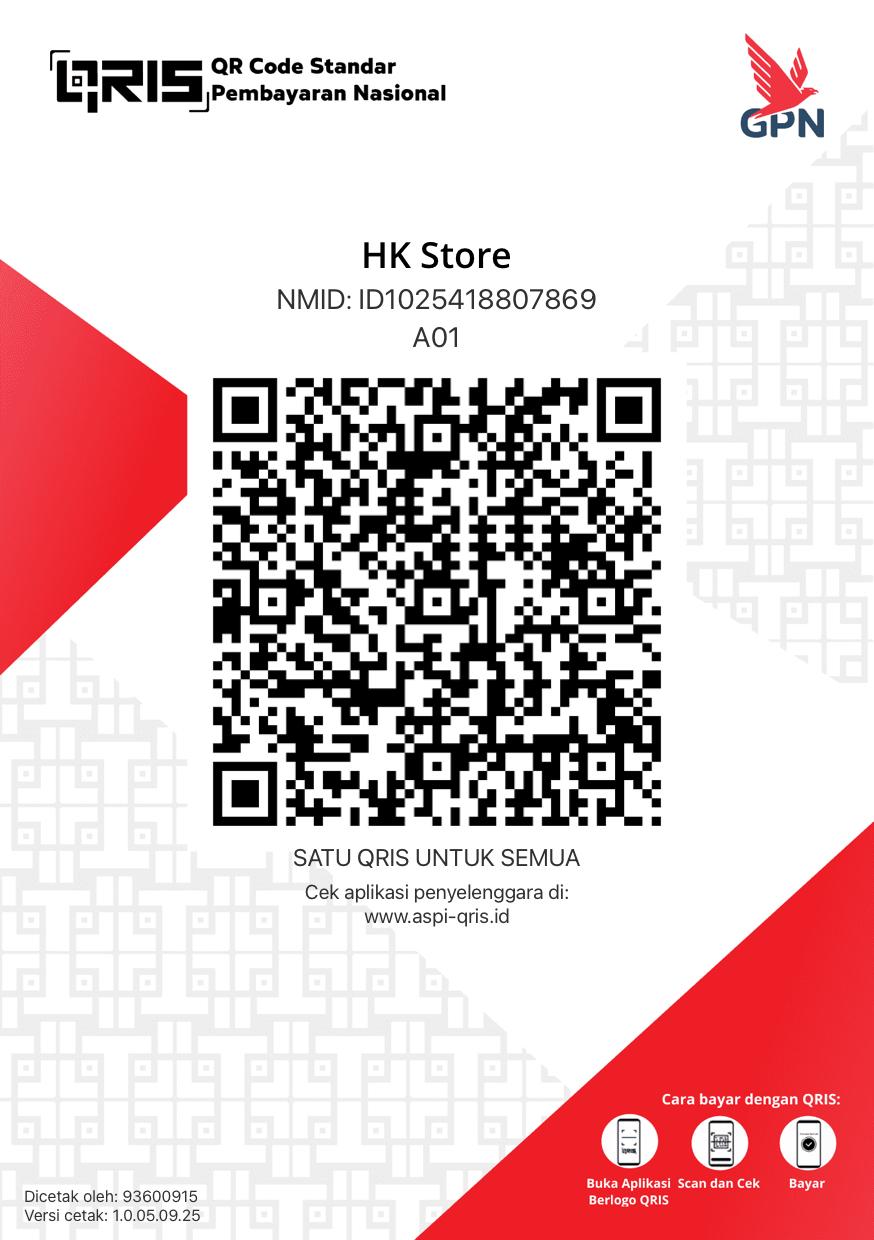 QRIS QR Code Standar
Pembayaran Nasional
GPN
HK Store
NMID: ID1025418807869
A01
SATU QRIS UNTUK SEMUA
Cek aplikasi penyelenggara di:
www.aspi-qris.id
Cara bayar dengan QRIS:
Buka Aplikasi
Berlogo QRIS
Scan dan Cek
Bayar
Dicetak oleh: 93600915
Versi cetak: 1.0.05.09.25